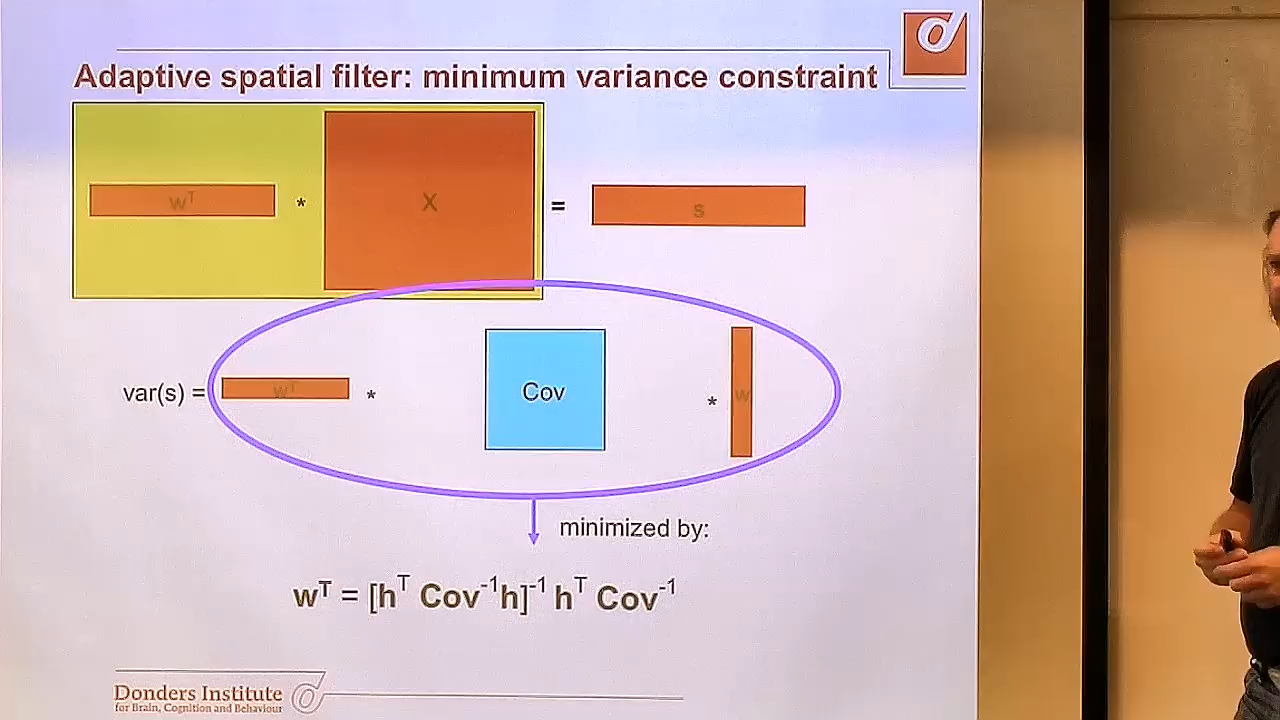 Adaptive spatial filter: minimum variance constraint
wᵀ * X = s
var(s) = wᵀ * Cov * w
minimized by:
wᵀ = [hᵀ Cov⁻¹h]⁻¹ hᵀ Cov⁻¹
Donders Institute
for Brain, Cognition and Behaviour